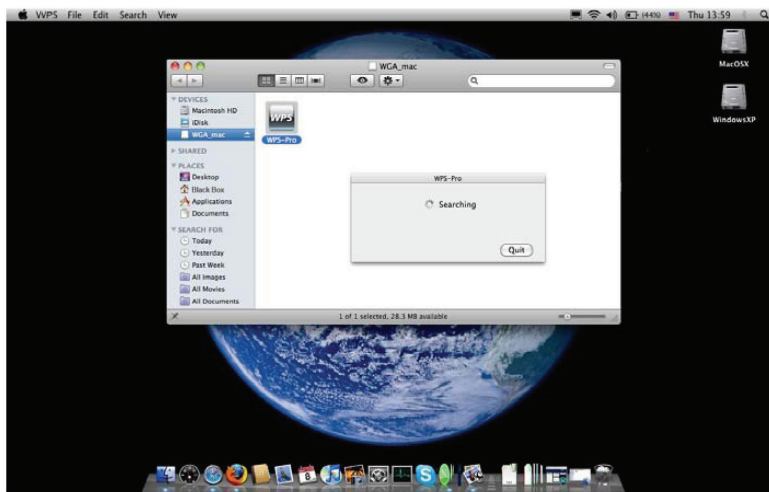 WPS File Edit Search View
(44%) Thu 13:59
MacOSX
WindowsXP
WGA_mac
DEVICES
Macintosh HD
iDisk
WGA_mac
SHARED
PLACES
Desktop
Black Box
Applications
Documents
SEARCH FOR
Today
Yesterday
Past Week
All Images
All Movies
All Documents
WPS
WPS-Pro
WPS-Pro
Searching
Quit
1 of 1 selected, 28.3 MB available
8